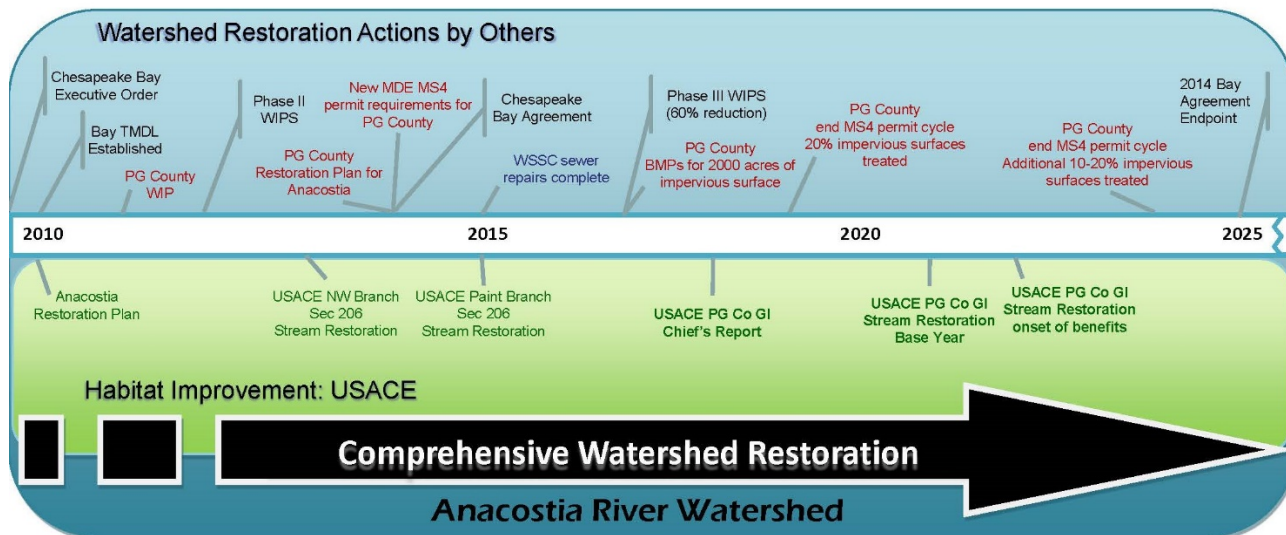 Watershed Restoration Actions by Others
Chesapeake Bay
Executive Order
Bay TMDL
Established
PG County
WIP
Phase II
WIPS
New MDE MS4
permit requirements for
PG County
PG County
Restoration Plan for
Anacostia
Chesapeake
Bay Agreement
WSSC sewer
repairs complete
Phase III WIPS
(60% reduction)
PG County
BMPs for 2000 acres of
impervious surface
PG County
end MS4 permit cycle
20% impervious surfaces
treated
PG County
end MS4 permit cycle
Additional 10-20% impervious
surfaces treated
2014 Bay
Agreement
Endpoint
2010
2015
2020
2025
Anacostia
Restoration Plan
USACE NW Branch
Sec 206
Stream Restoration
USACE Paint Branch
Sec 206
Stream Restoration
USACE PG Co GI
Chief's Report
USACE PG Co GI
Stream Restoration
Base Year
USACE PG Co GI
Stream Restoration
onset of benefits
Habitat Improvement: USACE
Comprehensive Watershed Restoration
Anacostia River Watershed